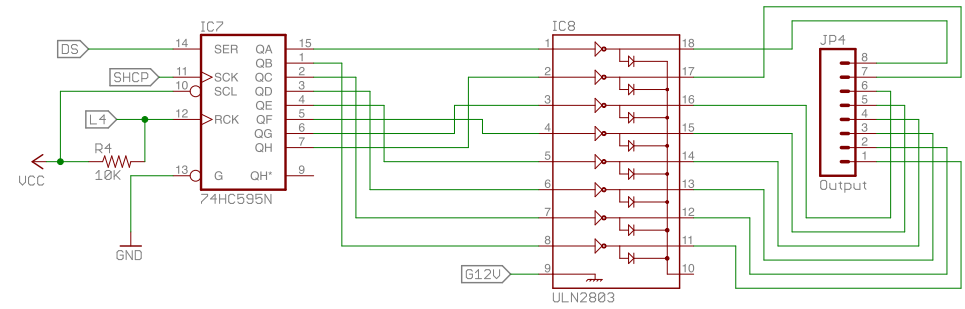 IC7
IC8
JP4
DS
14
SER
QA
15
1
18
QB
1
SHCP
11
SCK
QC
2
2
17
10
SCL
QD
3
QE
4
3
16
L4
12
RCK
QF
5
QG
6
4
15
QH
7
R4
10K
VCC
5
14
13
G
QH*
9
74HC595N
6
13
7
12
GND
8
11
G12V
9
10
ULN2803
8
7
6
5
4
3
2
1
Output